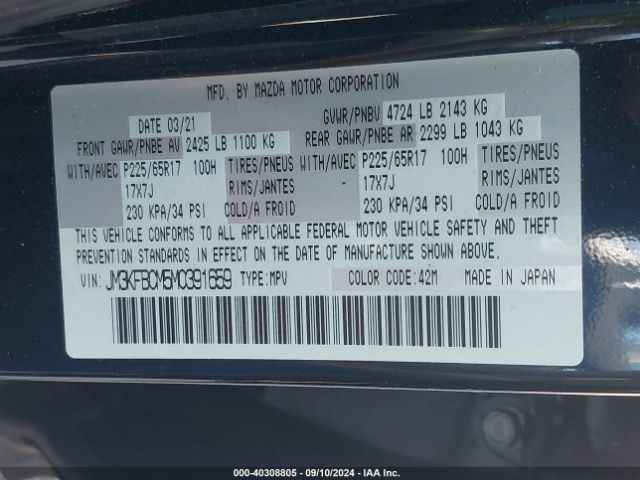 MFD. BY MAZDA MOTOR CORPORATION
DATE 03/21 GVWR/PNBV 4724 LB 2143 KG
FRONT GAWR/PNBE AV 2425 LB 1100 KG REAR GAWR/PNBE AR 2299 LB 1043 KG
WITH/AVEC P225/65R17 100H TIRES/PNEUS WITH/AVEC P225/65R17 100H TIRES/PNEUS
17X7J RIMS/JANTES 17X7J RIMS/JANTES
230 KPA/34 PSI COLD/A FROID 230 KPA/34 PSI COLD/A FROID
THIS VEHICLE CONFORMS TO ALL APPLICABLE FEDERAL MOTOR VEHICLE SAFETY AND THEFT
PREVENTION STANDARDS IN EFFECT ON THE DATE OF MANUFACTURE SHOWN ABOVE.
VIN: JM3KFBCM5M0391659 TYPE:MPV COLOR CODE:42M MADE IN JAPAN
000-40308805 - 09/10/2024 - IAA Inc.